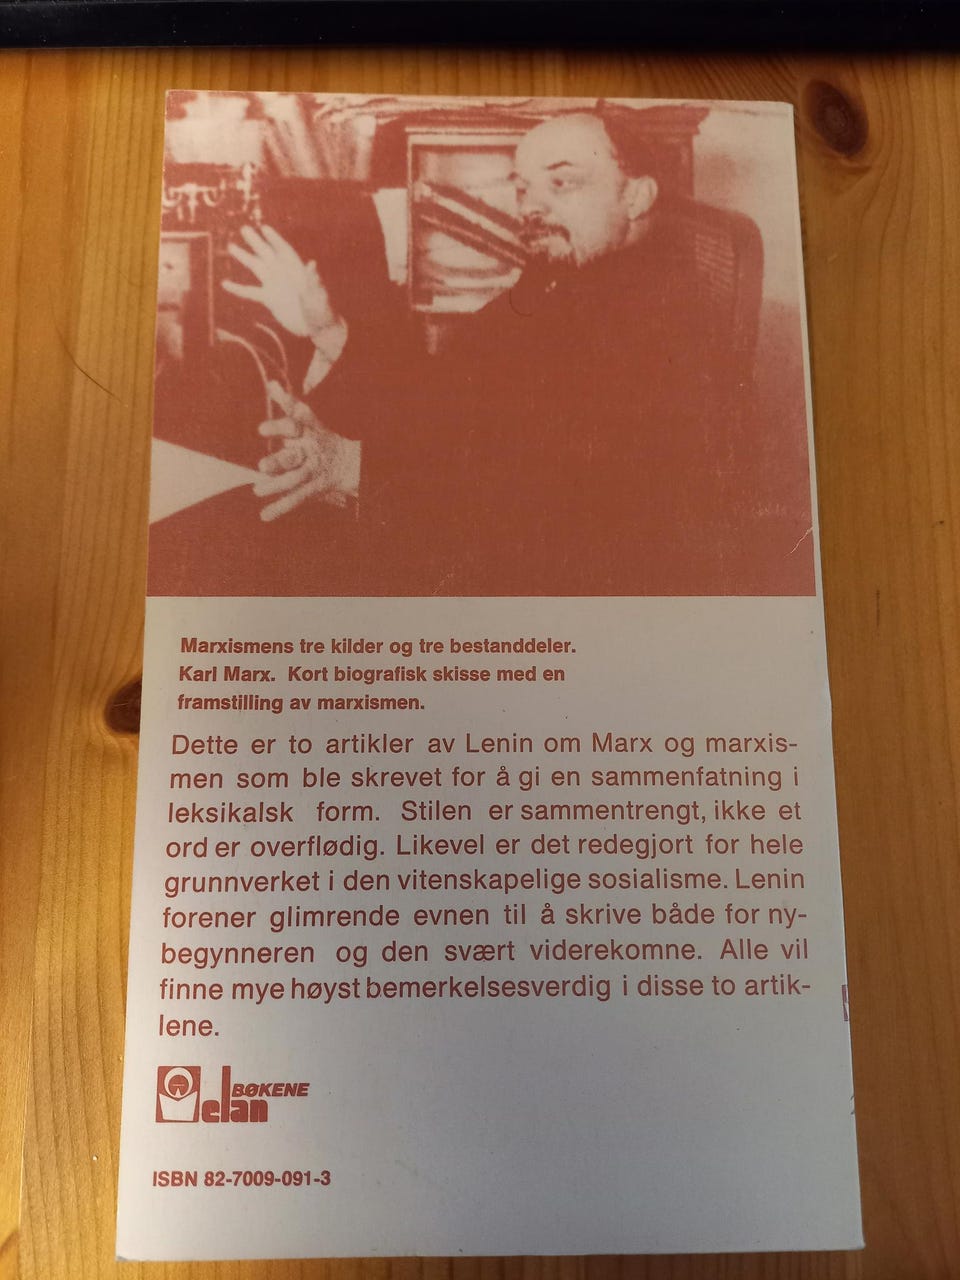 Marxismens tre kilder og tre bestanddeler.
Karl Marx. Kort biografisk skisse med en
framstilling av marxismen.
Dette er to artikler av Lenin om Marx og marxis-
men som ble skrevet for å gi en sammenfatning i
leksikalsk form. Stilen er sammentrengt, ikke et
ord er overflødig. Likevel er det redegjort for hele
grunnverket i den vitenskapelige sosialisme. Lenin
forener glimrende evnen til å skrive både for ny-
begynneren og den svært viderekomne. Alle vil
finne mye høyst bemerkelsesverdig i disse to artik-
lene.
BØKENE
elan
ISBN 82-7009-091-3